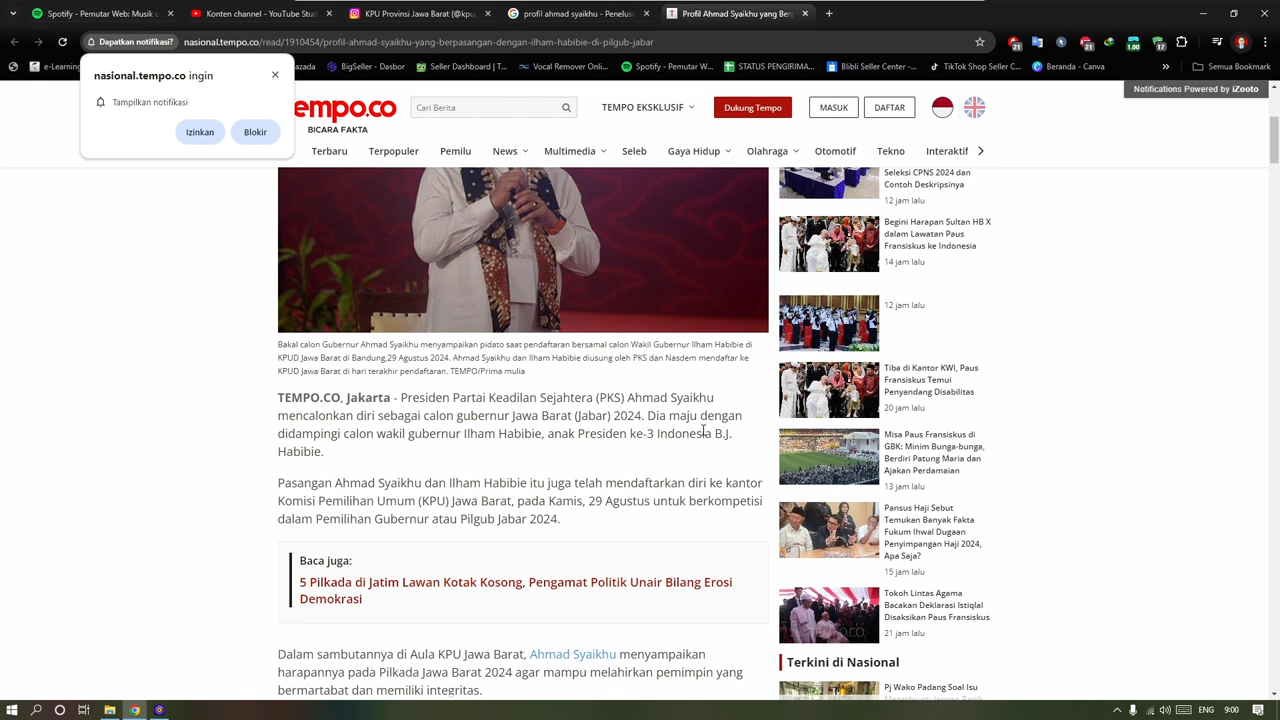 Spotify - Pemutar Web: Musik u
Spotify
(2)
Profil
Profil Ahmad Syaikhu yang Ber
Dapatkan notifikasi?
nasional.tempo.co/read/1910454/profil-ahmad-syaikhu-yang-berpasangan-dengan-ilham-habibie-di-pilgub-jabar
21
21
21
1.00
17
e-Learning
BigSeller - Dasbor
Seller Dashboard | T...
Vocal Remover Onli...
Spotify - Pemutar W...
STATUS PENGIRIMA...
Blibli Seller Center -...
TikTok Shop Seller C...
Beranda - Canva
Semua Bookmark
nasional.tempo.co ingin
Tampilkan notifikasi
Izinkan
Blokir
Notifications Powered by iZooto
empo.co
BICARA FAKTA
Cari Berita
TEMPO EKSKLUSIF
Dukung Tempo
MASUK
DAFTAR
Terbaru
Terpopuler
Pemilu
News
Multimedia
Seleb
Gaya Hidup
Olahraga
Otomotif
Tekno
Interaktif
Bakal calon Gubernur Ahmad Syaikhu menyampaikan pidato saat pendaftaran bersamal calon Wakil Gubernur Ilham Habibie di
KPUD Jawa Barat di Bandung,29 Agustus 2024. Ahmad Syaikhu dan Ilham Habibie diusung oleh PKS dan Nasdem mendaftar ke
KPUD Jawa Barat di hari terakhir pendaftaran. TEMPO/Prima mulia
TEMPO.CO, Jakarta - Presiden Partai Keadilan Sejahtera (PKS) Ahmad Syaikhu
mencalonkan diri sebagai calon gubernur Jawa Barat (Jabar) 2024. Dia maju dengan
didampingi calon wakil gubernur Ilham Habibie, anak Presiden ke-3 Indonesia B.J.
Habibie.
Pasangan Ahmad Syaikhu dan Ilham Habibie itu juga telah mendaftarkan diri ke kantor
Komisi Pemilihan Umum (KPU) Jawa Barat, pada Kamis, 29 Agustus untuk berkompetisi
dalam Pemilihan Gubernur atau Pilgub Jabar 2024.
Baca juga:
5 Pilkada di Jatim Lawan Kotak Kosong, Pengamat Politik Unair Bilang Erosi
Demokrasi
Dalam sambutannya di Aula KPU Jawa Barat, Ahmad Syaikhu menyampaikan
harapannya pada Pilkada Jawa Barat 2024 agar mampu melahirkan pemimpin yang
bermartabat dan memiliki integritas.
Seleksi CPNS 2024 dan
Contoh Deskripsinya
12 jam lalu
Begini Harapan Sultan HB X
dalam Lawatan Paus
Fransiskus ke Indonesia
14 jam lalu
12 jam lalu
Tiba di Kantor KWI, Paus
Fransiskus Temui
Penyandang Disabilitas
20 jam lalu
Misa Paus Fransiskus di
GBK: Minim Bunga-bunga,
Berdiri Patung Maria dan
Ajakan Perdamaian
13 jam lalu
Pansus Haji Sebut
Temukan Banyak Fakta
Fukum Ihwal Dugaan
Penyimpangan Haji 2024,
Apa Saja?
15 jam lalu
Tokoh Lintas Agama
Bacakan Deklarasi Istiqlal
Disaksikan Paus Fransiskus
21 jam lalu
Terkini di Nasional
Pj Wako Padang Soal Isu
ENG
9:00